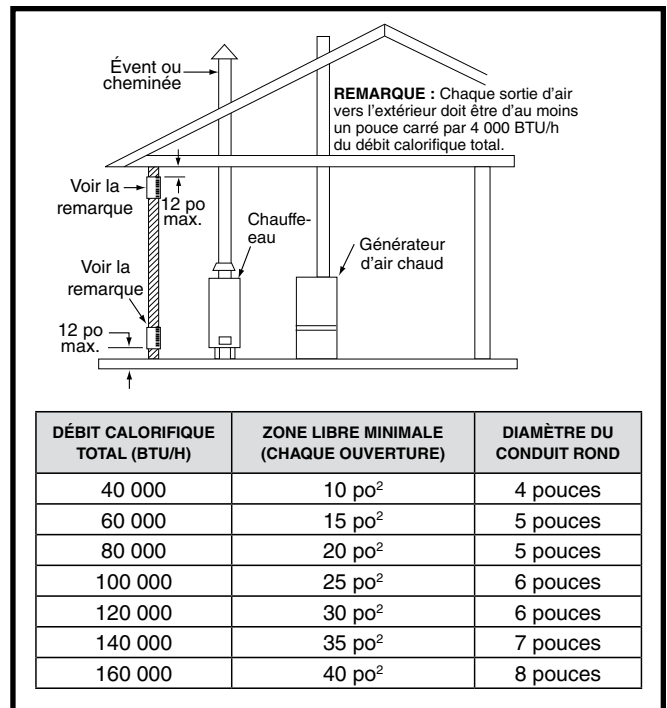 Évent ou
cheminée
REMARQUE : Chaque sortie d'air
vers l'extérieur doit être d'au moins
un pouce carré par 4 000 BTU/h
du débit calorifique total.
Voir la
remarque
12 po
max.
Chauffe-
eau
Générateur
d'air chaud
Voir la
remarque
12 po
max.
DÉBIT CALORIFIQUE TOTAL (BTU/H) ZONE LIBRE MINIMALE (CHAQUE OUVERTURE) DIAMÈTRE DU CONDUIT ROND
40 000 10 po² 4 pouces
60 000 15 po² 5 pouces
80 000 20 po² 5 pouces
100 000 25 po² 6 pouces
120 000 30 po² 6 pouces
140 000 35 po² 7 pouces
160 000 40 po² 8 pouces